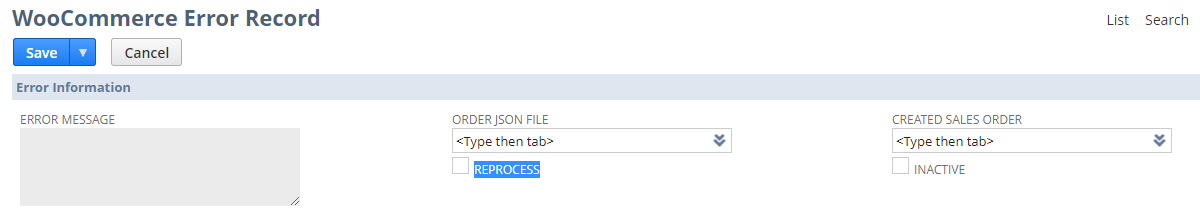 WooCommerce Error Record
List Search
Save Cancel
Error Information
ERROR MESSAGE
ORDER JSON FILE
<Type then tab>
REPROCESS
CREATED SALES ORDER
<Type then tab>
INACTIVE